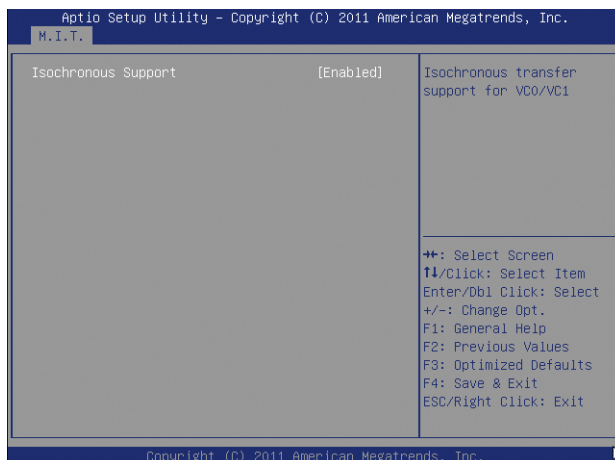 Aptio Setup Utility – Copyright (C) 2011 American Megatrends, Inc.
M.I.T.
Isochronous Support [Enabled]
Isochronous transfer
support for VC0/VC1
→←: Select Screen
↑↓/Click: Select Item
Enter/Dbl Click: Select
+/-: Change Opt.
F1: General Help
F2: Previous Values
F3: Optimized Defaults
F4: Save & Exit
ESC/Right Click: Exit
Copyright (C) 2011 American Megatrends, Inc.